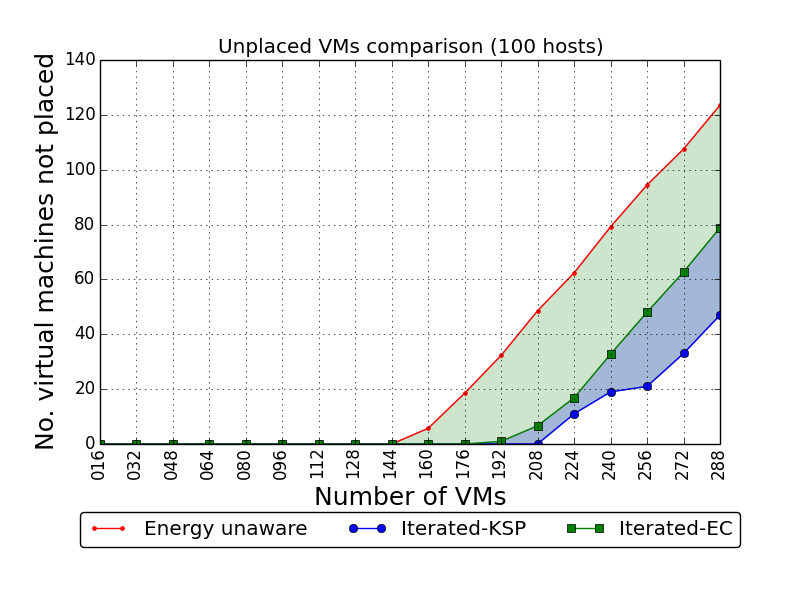 Unplaced VMs comparison (100 hosts)
No. virtual machines not placed
140
120
100
80
60
40
20
0
016 032 048 064 080 096 112 128 144 160 176 192 208 224 240 256 272 288
Number of VMs
Energy unaware Iterated-KSP Iterated-EC